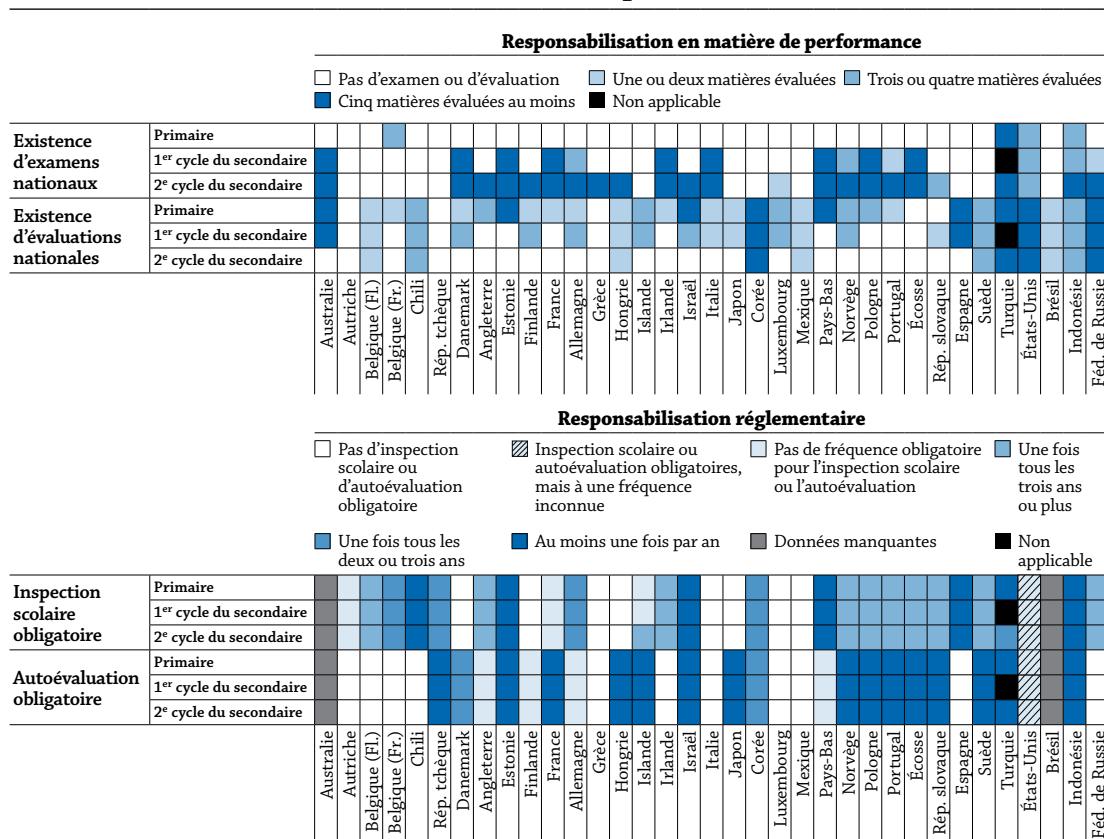 Responsabilisation en matière de performance
Pas d'examen ou d'évaluation
Une ou deux matières évaluées
Trois ou quatre matières évaluées
Cinq matières évaluées au moins
Non applicable
Existence
d'examens
nationaux
Primaire
1er cycle du secondaire
2e cycle du secondaire
Existence
d'évaluations
nationales
Primaire
1er cycle du secondaire
2e cycle du secondaire
Australie
Autriche
Belgique (Fl.)
Belgique (Fr.)
Chili
Rép. tchèque
Danemark
Angleterre
Estonie
Finlande
France
Allemagne
Grèce
Hongrie
Islande
Irlande
Israël
Italie
Japon
Corée
Luxembourg
Mexique
Pays-Bas
Norvège
Pologne
Portugal
Écosse
Rép. slovaque
Espagne
Suède
Turquie
États-Unis
Brésil
Indonésie
Féd. de Russie
Responsabilisation réglementaire
Pas d'inspection
scolaire ou
d'autoévaluation
obligatoire
Inspection scolaire ou
autoévaluation obligatoires,
mais à une fréquence
inconnue
Pas de fréquence obligatoire
pour l'inspection scolaire
ou l'autoévaluation
Une fois
tous les
trois ans
ou plus
Une fois tous les
deux ou trois ans
Au moins une fois par an
Données manquantes
Non
applicable
Inspection
scolaire
obligatoire
Primaire
1er cycle du secondaire
2e cycle du secondaire
Autoévaluation
obligatoire
Primaire
1er cycle du secondaire
2e cycle du secondaire
Australie
Autriche
Belgique (Fl.)
Belgique (Fr.)
Chili
Rép. tchèque
Danemark
Angleterre
Estonie
Finlande
France
Allemagne
Grèce
Hongrie
Islande
Irlande
Israël
Italie
Japon
Corée
Luxembourg
Mexique
Pays-Bas
Norvège
Pologne
Portugal
Écosse
Rép. slovaque
Espagne
Suède
Turquie
États-Unis
Brésil
Indonésie
Féd. de Russie